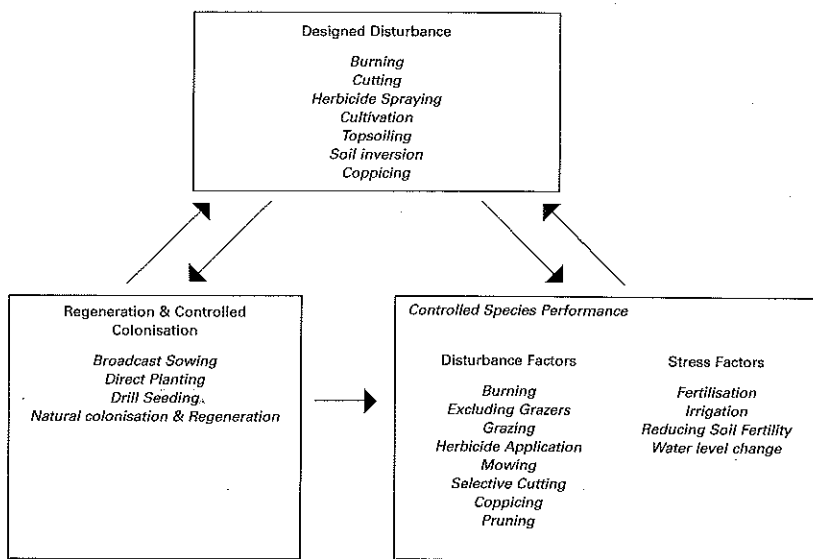 Designed Disturbance
Burning
Cutting
Herbicide Spraying
Cultivation
Topsoiling
Soil inversion
Coppicing
Regeneration & Controlled
Colonisation
Broadcast Sowing
Direct Planting
Drill Seeding
Natural colonisation & Regeneration
Controlled Species Performance
Disturbance Factors
Burning
Excluding Grazers
Grazing
Herbicide Application
Mowing
Selective Cutting
Coppicing
Pruning
Stress Factors
Fertilisation
Irrigation
Reducing Soil Fertility
Water level change